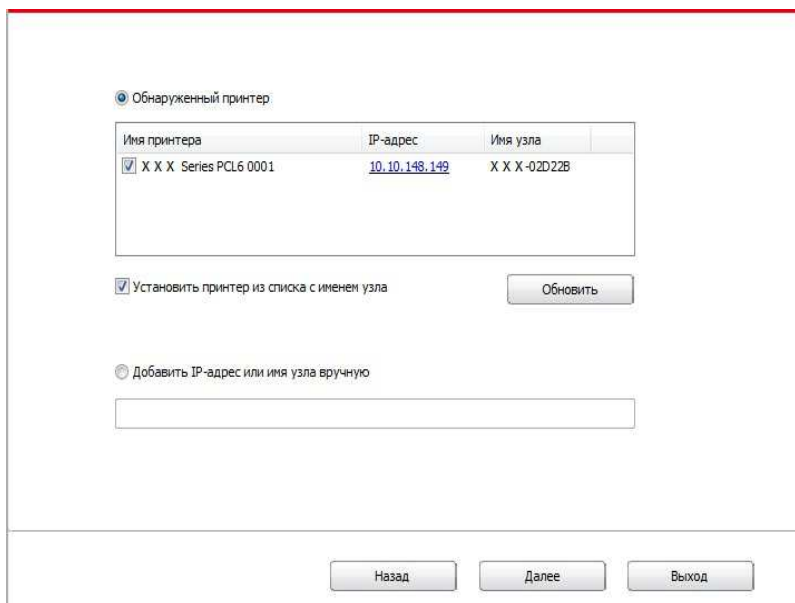 Обнаруженный принтер
Имя принтера IP-адрес Имя узла
X X X Series PCL6 0001 10.10.148.149 X X X-02D22B
Установить принтер из списка с именем узла Обновить
Добавить IP-адрес или имя узла вручную
Назад Далее Выход